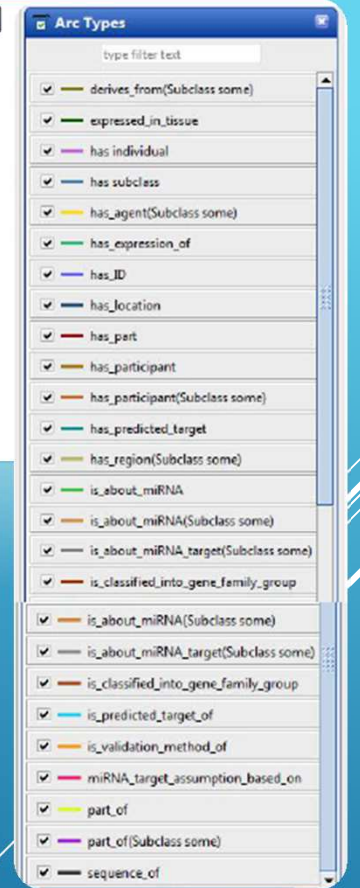 Arc Types
type filter text
derives_from(Subclass some)
expressed_in_tissue
has individual
has subclass
has_agent(Subclass some)
has_expression_of
has_ID
has_location
has_part
has_participant
has_participant(Subclass some)
has_predicted_target
has_region(Subclass some)
is_about_miRNA
is_about_miRNA(Subclass some)
is_about_miRNA_target(Subclass some)
is_classified_into_gene_family_group
is_about_miRNA(Subclass some)
is_about_miRNA_target(Subclass some)
is_classified_into_gene_family_group
is_predicted_target_of
is_validation_method_of
miRNA_target_assumption_based_on
part_of
part_of(Subclass some)
sequence_of